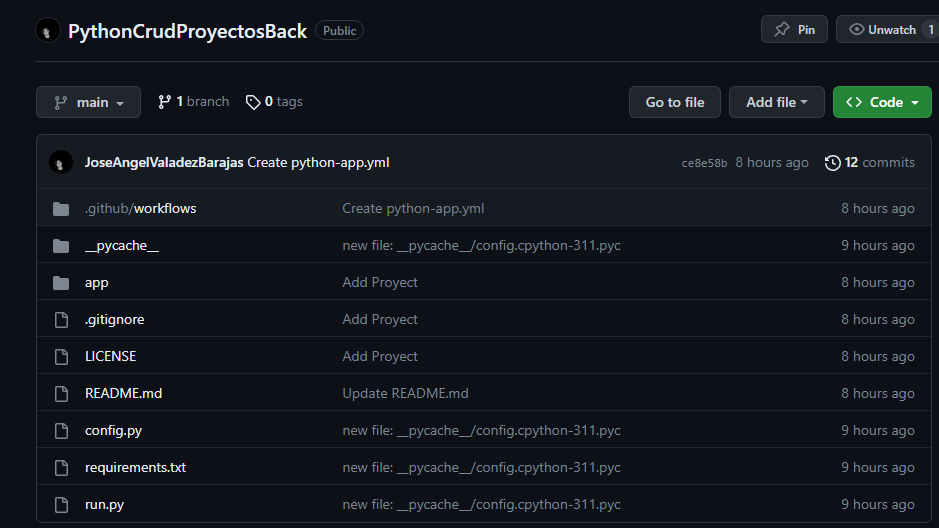 PythonCrudProyectosBack Public Pin Unwatch 1
main 1 branch 0 tags Go to file Add file Code
JoseAngelValadezBarajas Create python-app.yml ce8e58b 8 hours ago 12 commits
.github/workflows Create python-app.yml 8 hours ago
__pycache__ new file: __pycache__/config.cpython-311.pyc 9 hours ago
app Add Proyect 8 hours ago
.gitignore Add Proyect 8 hours ago
LICENSE Add Proyect 8 hours ago
README.md Update README.md 8 hours ago
config.py new file: __pycache__/config.cpython-311.pyc 9 hours ago
requirements.txt new file: __pycache__/config.cpython-311.pyc 9 hours ago
run.py new file: __pycache__/config.cpython-311.pyc 9 hours ago